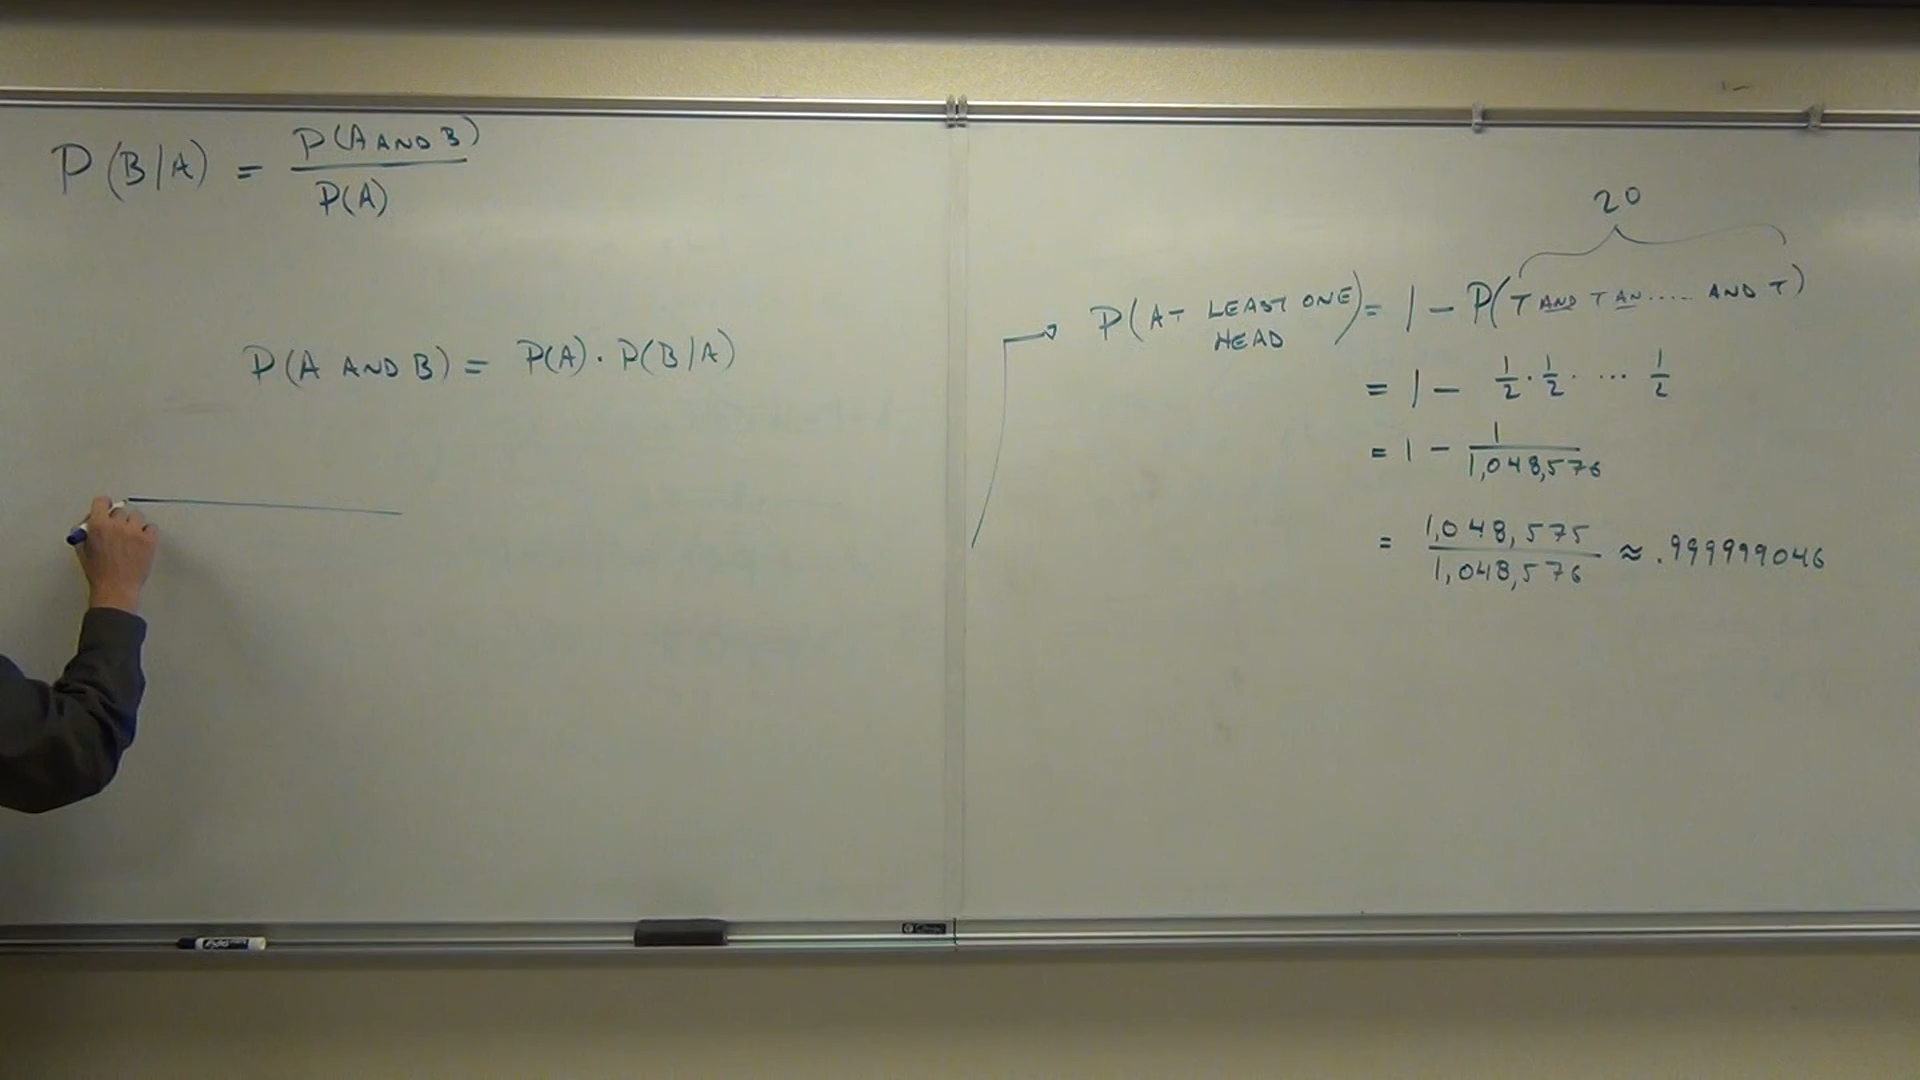 P(B|A) = P(A AND B) / P(A)
P(A AND B) = P(A) · P(B|A)
20
P(AT LEAST ONE HEAD) = 1 - P(T AND T AN..... AND T)
= 1 - 1/2 · 1/2 · ... 1/2
= 1 - 1 / 1,048,576
= 1,048,575 / 1,048,576 ≈ .999999046